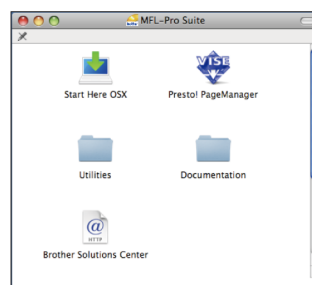 MFL-Pro Suite
VISE
Start Here OSX
Presto! PageManager
Utilities
Documentation
@
HTTP
Brother Solutions Center